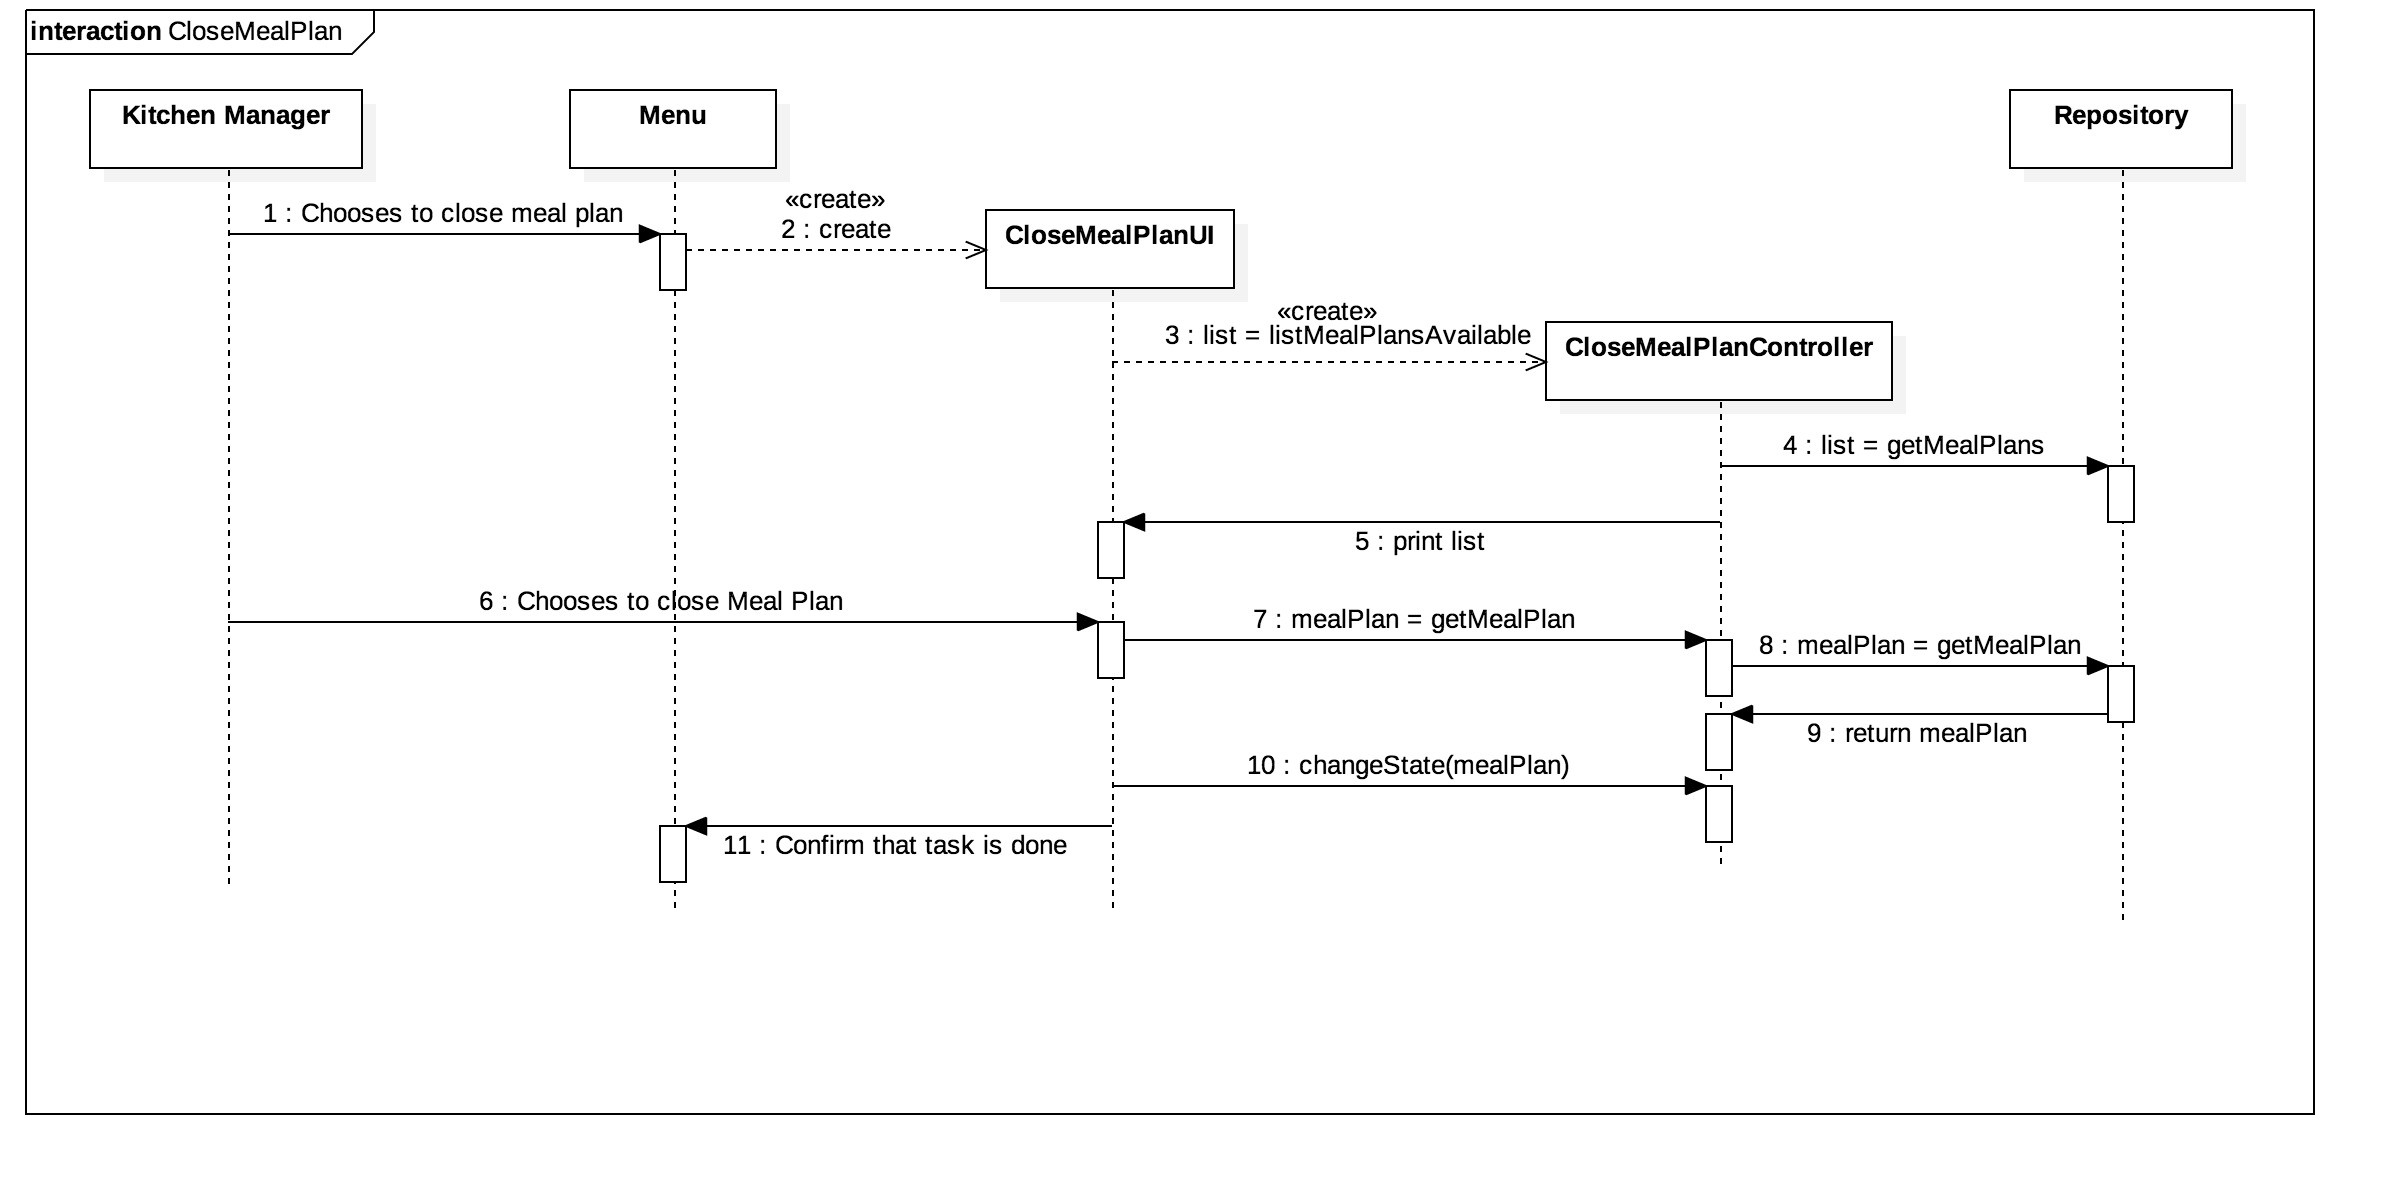 interaction CloseMealPlan
Kitchen Manager
Menu
Repository
1 : Chooses to close meal plan
«create»
2 : create
CloseMealPlanUI
«create»
3 : list = listMealPlansAvailable
CloseMealPlanController
4 : list = getMealPlans
5 : print list
6 : Chooses to close Meal Plan
7 : mealPlan = getMealPlan
8 : mealPlan = getMealPlan
9 : return mealPlan
10 : changeState(mealPlan)
11 : Confirm that task is done